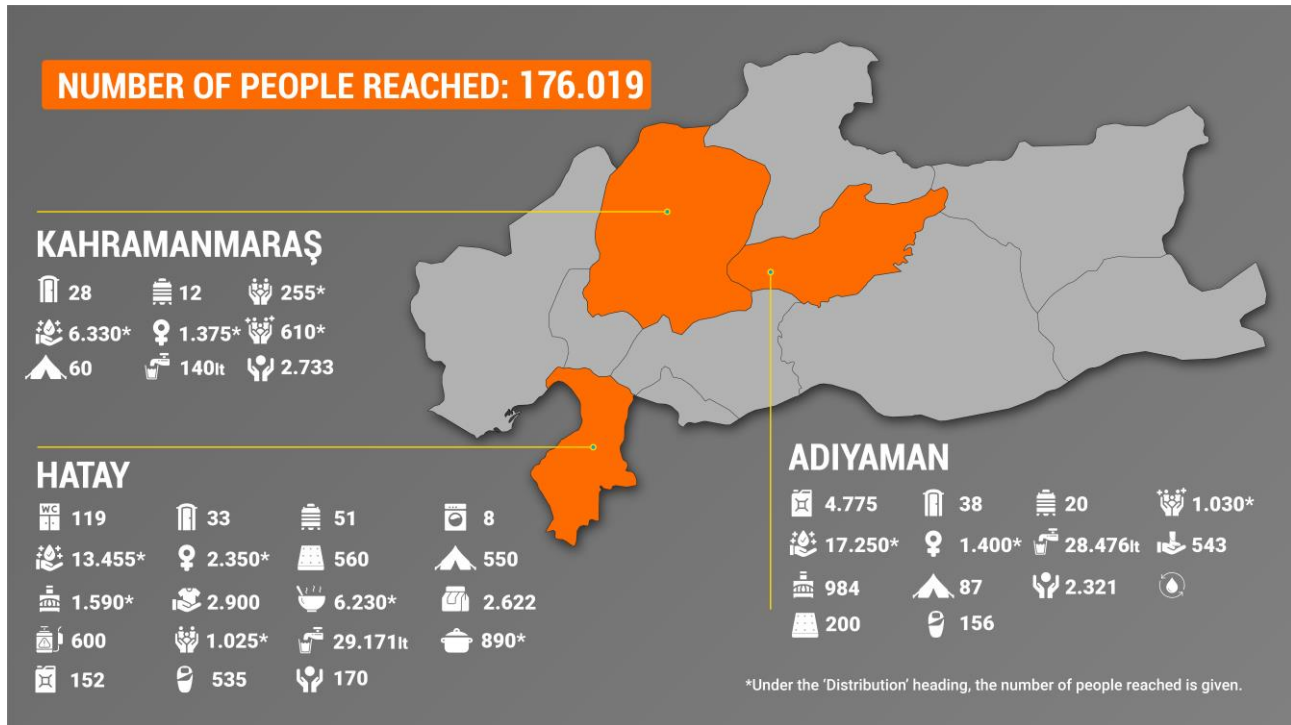 NUMBER OF PEOPLE REACHED: 176.019
KAHRAMANMARAŞ
28 12 255*
6.330* 1.375* 610*
60 140lt 2.733
HATAY
WC 119 33 51 8
13.455* 2.350* 560 550
1.590* 2.900 6.230* 2.622
600 1.025* 29.171lt 890*
152 535 170
ADIYAMAN
4.775 38 20 1.030*
17.250* 1.400* 28.476lt 543
984 87 2.321
200 156
*Under the 'Distribution' heading, the number of people reached is given.